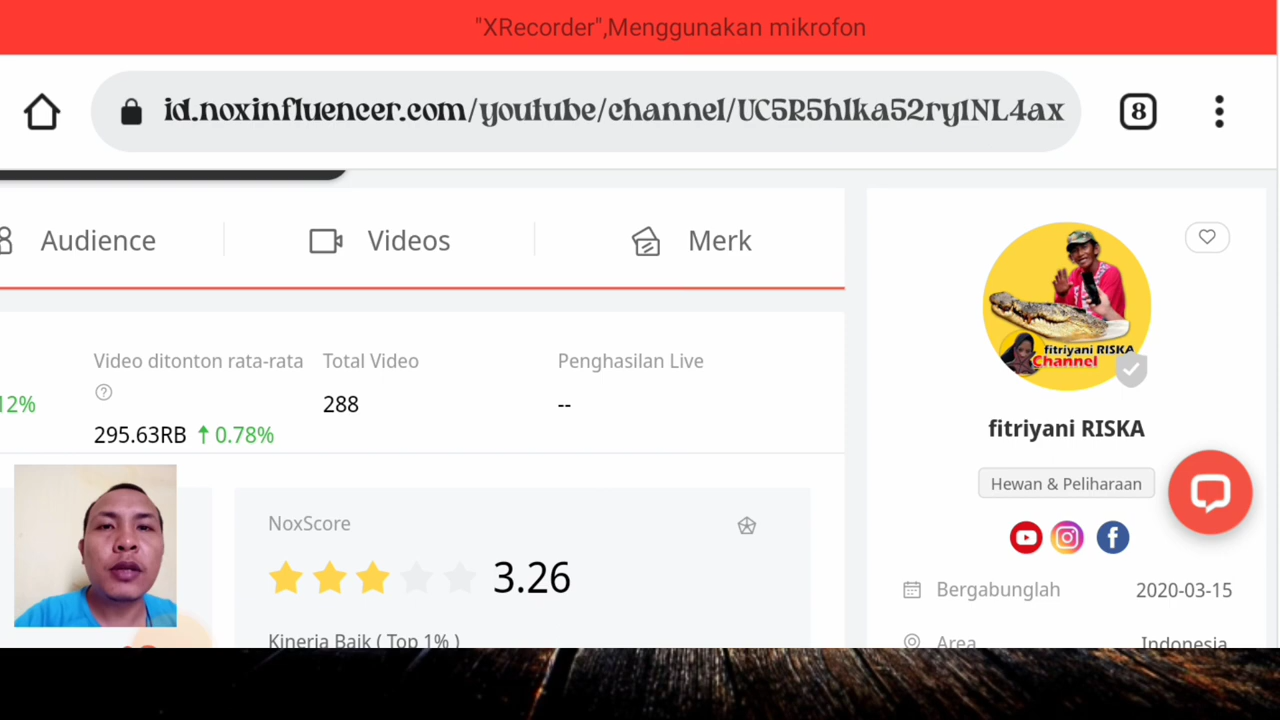 "XRecorder",Menggunakan mikrofon
id.noxinfluencer.com/youtube/channel/UC5R5h1ka52ry1NL4ax
8
Audience
Videos
Merk
12%
Video ditonton rata-rata
295.63RB ↑ 0.78%
Total Video
288
Penghasilan Live
--
NoxScore
3.26
Kinerja Baik ( Top 1% )
fitriyani RISKA
Channel
fitriyani RISKA
Hewan & Peliharaan
Bergabunglah 2020-03-15
Area Indonesia